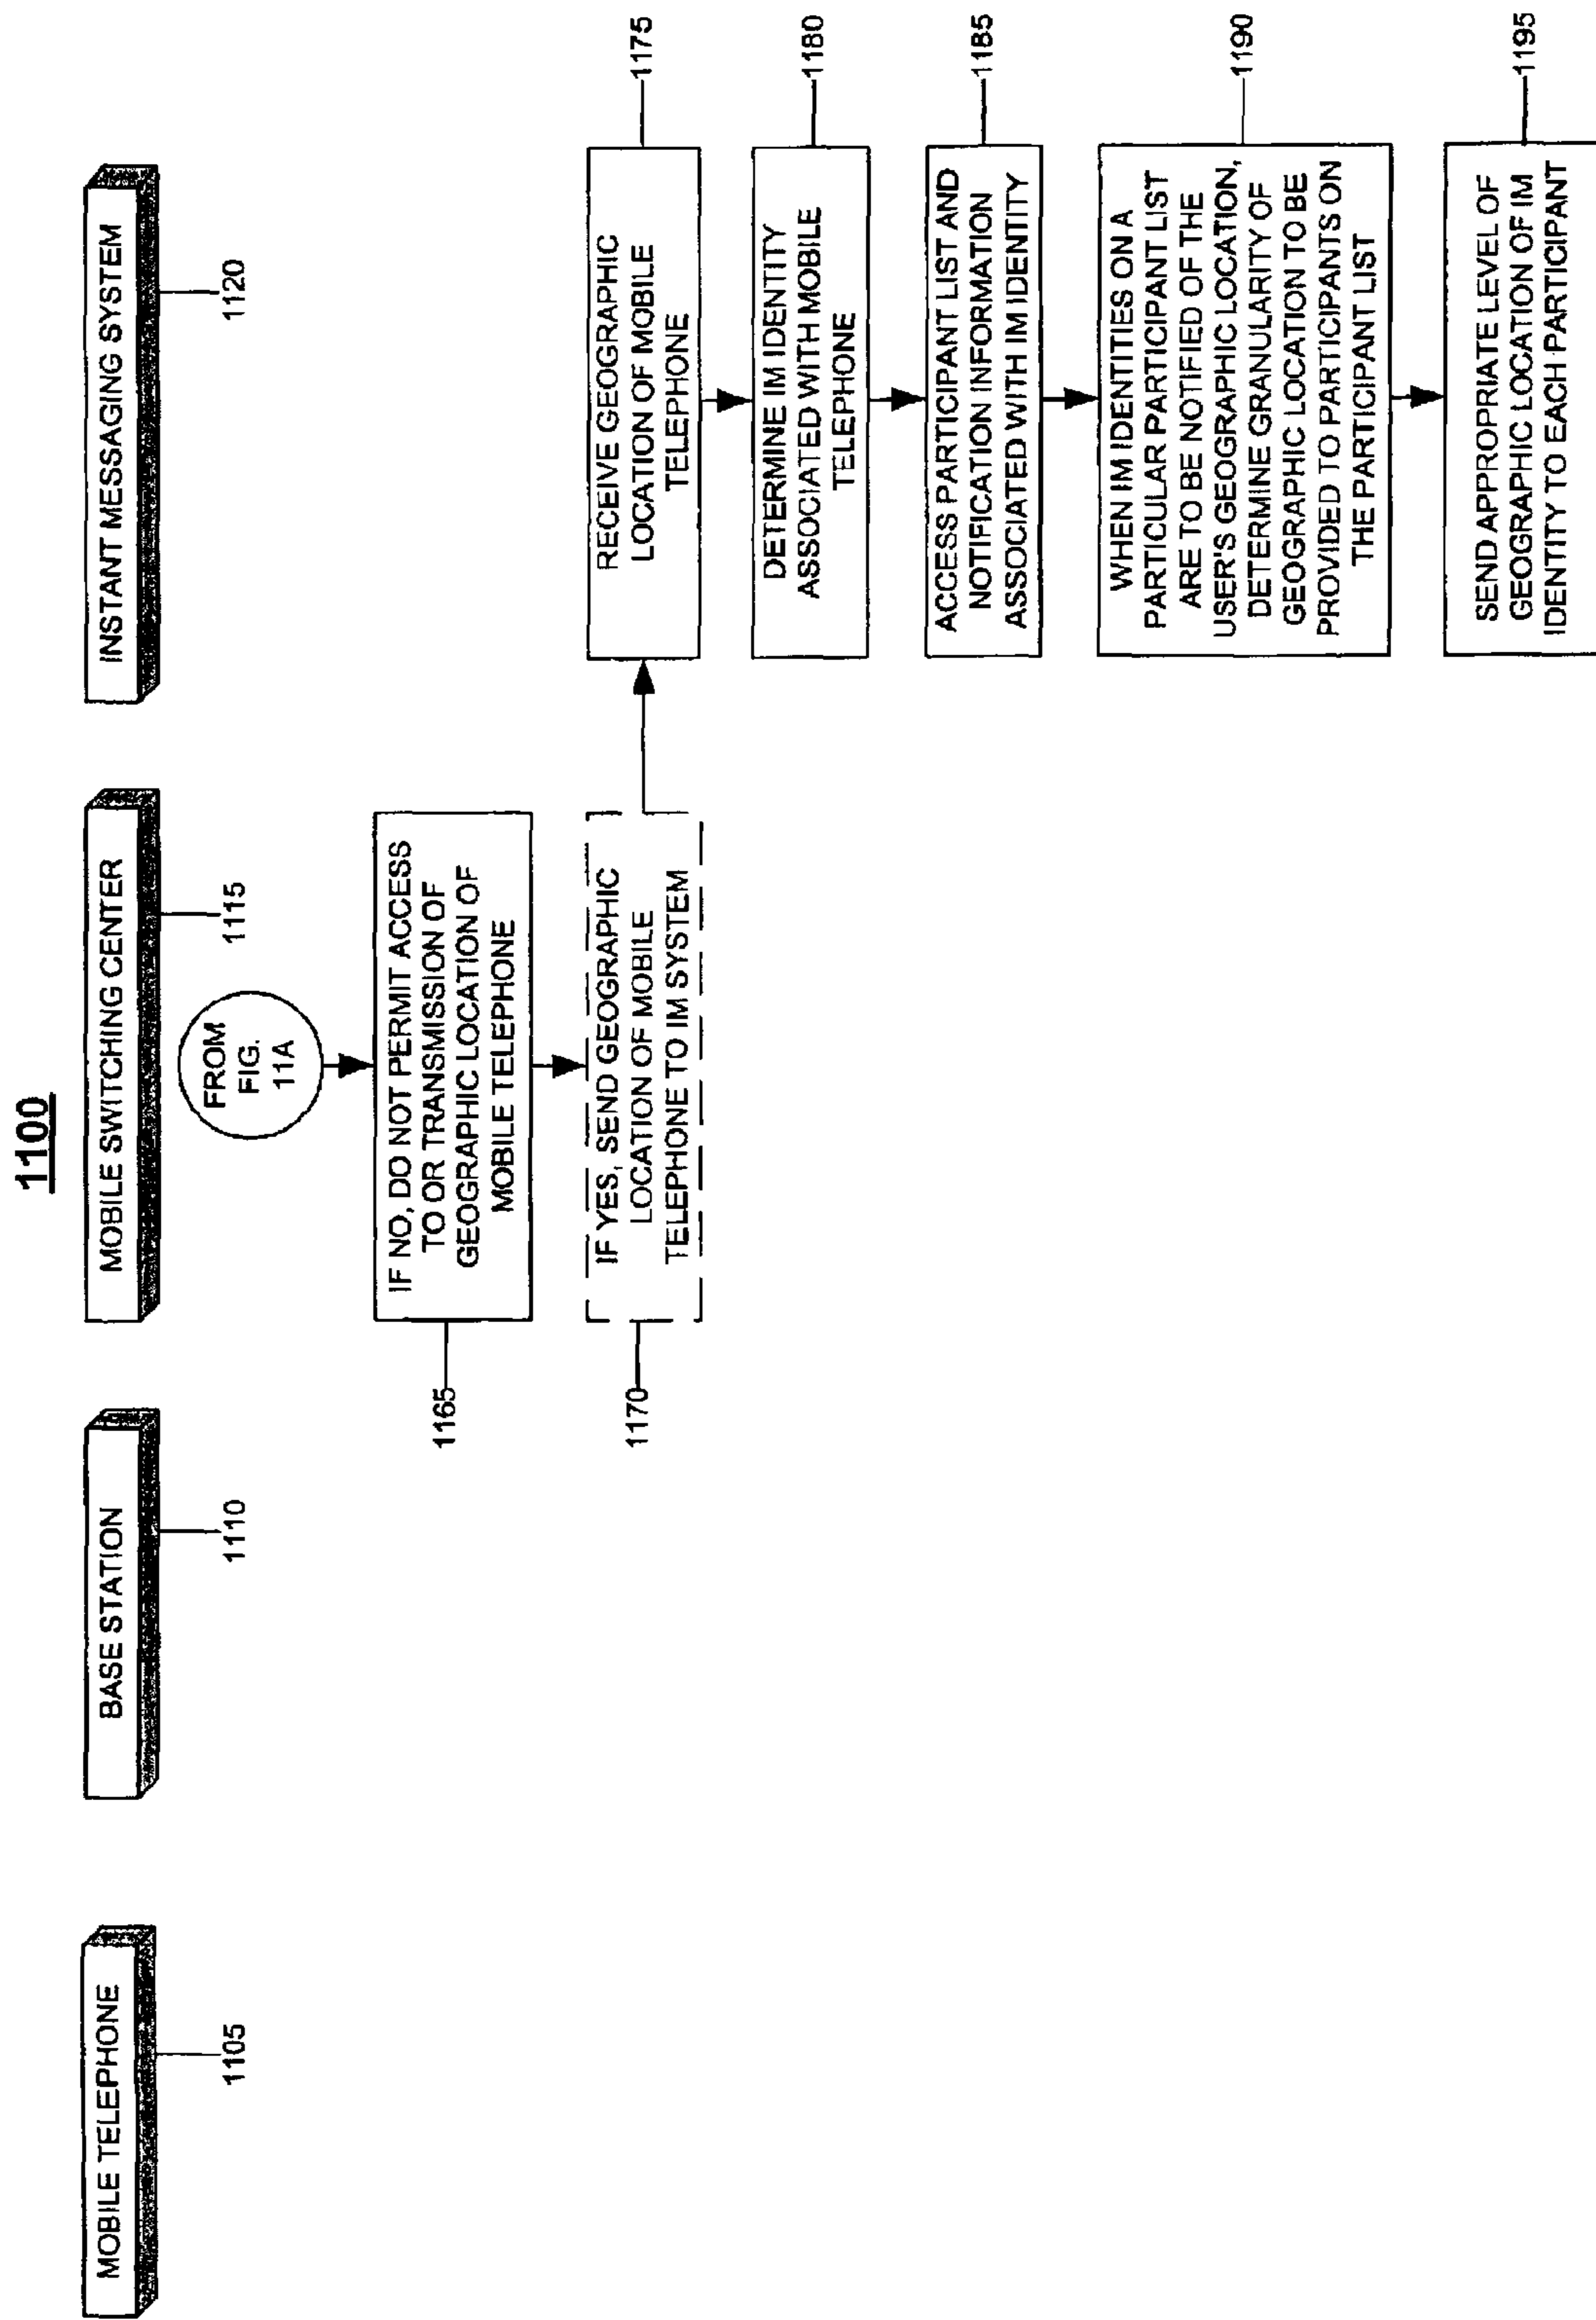 1100
MOBILE TELEPHONE
1105
BASE STATION
1110
MOBILE SWITCHING CENTER
1115
INSTANT MESSAGING SYSTEM
1120
FROM
FIG.
11A
IF NO, DO NOT PERMIT ACCESS
TO OR TRANSMISSION OF
GEOGRAPHIC LOCATION OF
MOBILE TELEPHONE
1165
IF YES, SEND GEOGRAPHIC
LOCATION OF MOBILE
TELEPHONE TO IM SYSTEM
1170
RECEIVE GEOGRAPHIC
LOCATION OF MOBILE
TELEPHONE
1175
DETERMINE IM IDENTITY
ASSOCIATED WITH MOBILE
TELEPHONE
1180
ACCESS PARTICIPANT LIST AND
NOTIFICATION INFORMATION
ASSOCIATED WITH IM IDENTITY
1185
WHEN IM IDENTITIES ON A
PARTICULAR PARTICIPANT LIST
ARE TO BE NOTIFIED OF THE
USER'S GEOGRAPHIC LOCATION,
DETERMINE GRANULARITY OF
GEOGRAPHIC LOCATION TO BE
PROVIDED TO PARTICIPANTS ON
THE PARTICIPANT LIST
1190
SEND APPROPRIATE LEVEL OF
GEOGRAPHIC LOCATION OF IM
IDENTITY TO EACH PARTICIPANT
1195